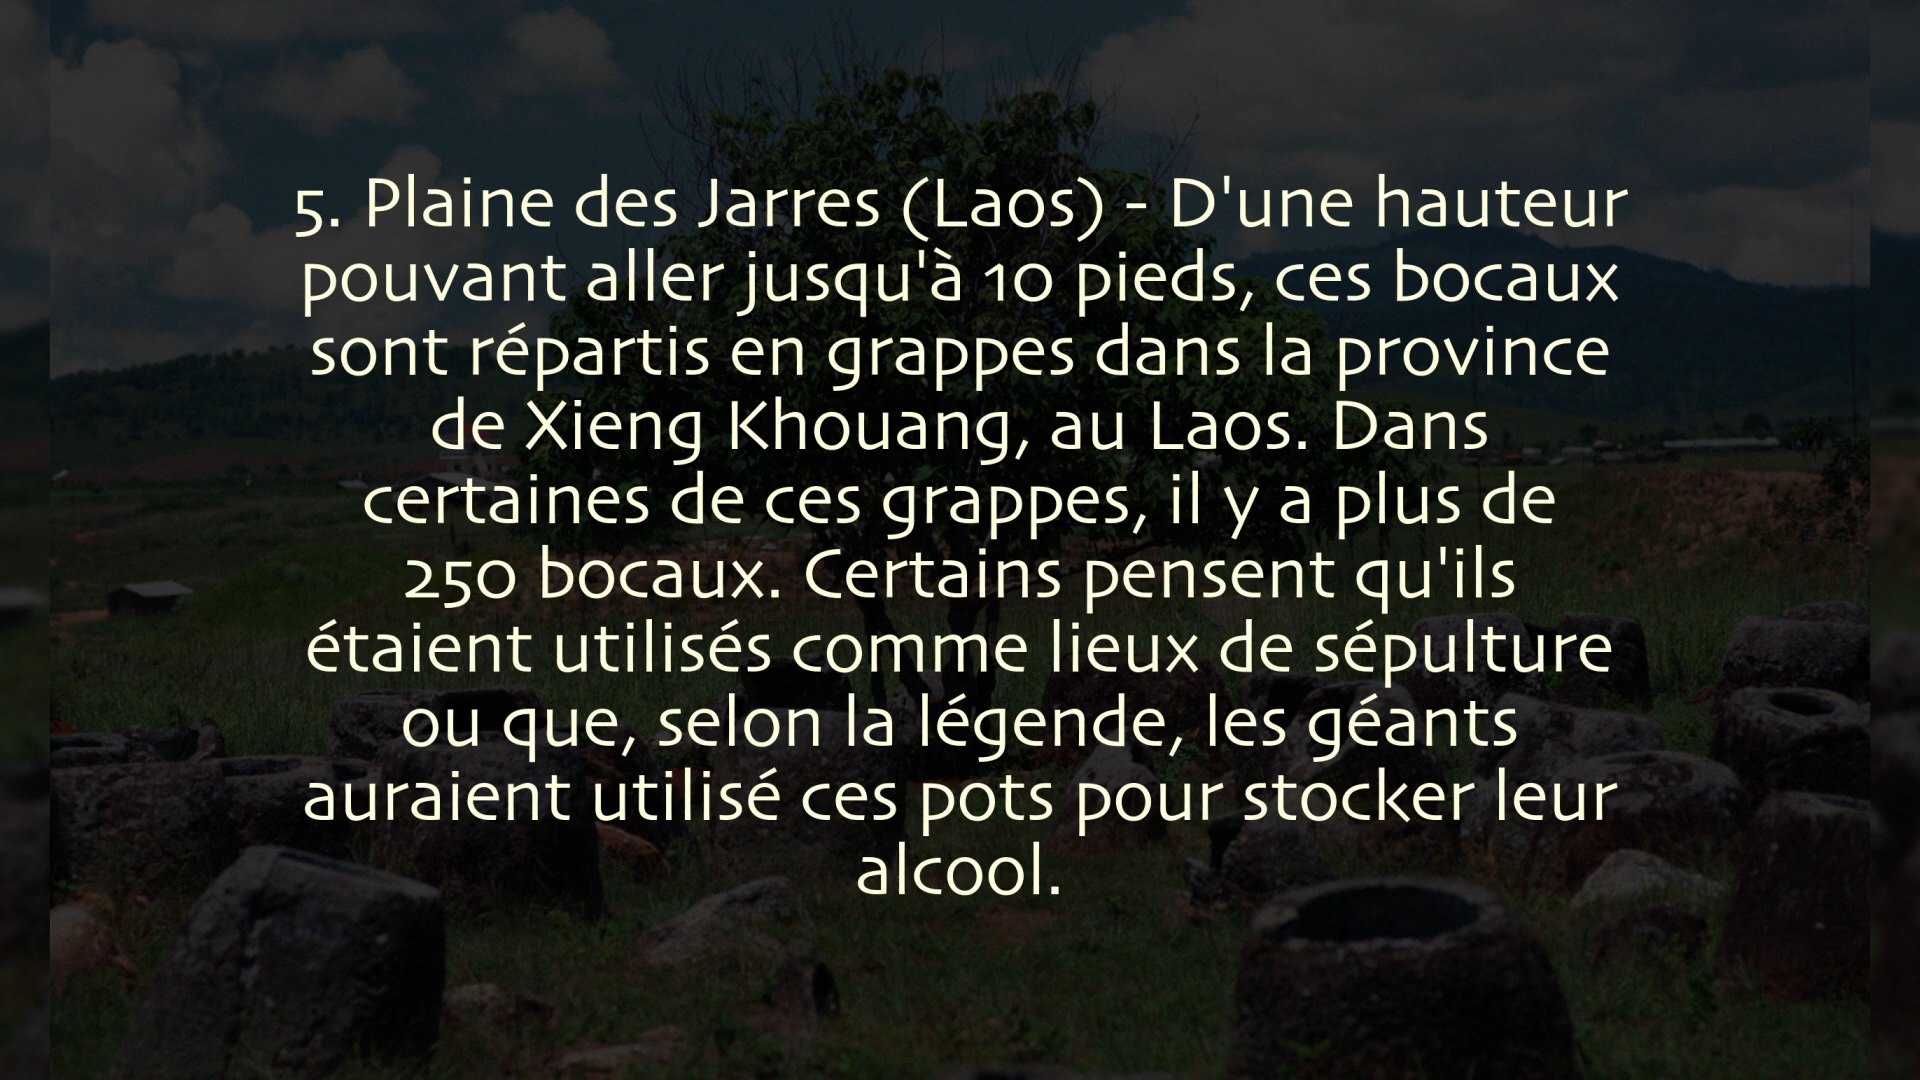 5. Plaine des Jarres (Laos) - D'une hauteur
pouvant aller jusqu'à 10 pieds, ces bocaux
sont répartis en grappes dans la province
de Xieng Khouang, au Laos. Dans
certaines de ces grappes, il y a plus de
250 bocaux. Certains pensent qu'ils
étaient utilisés comme lieux de sépulture
ou que, selon la légende, les géants
auraient utilisé ces pots pour stocker leur
alcool.